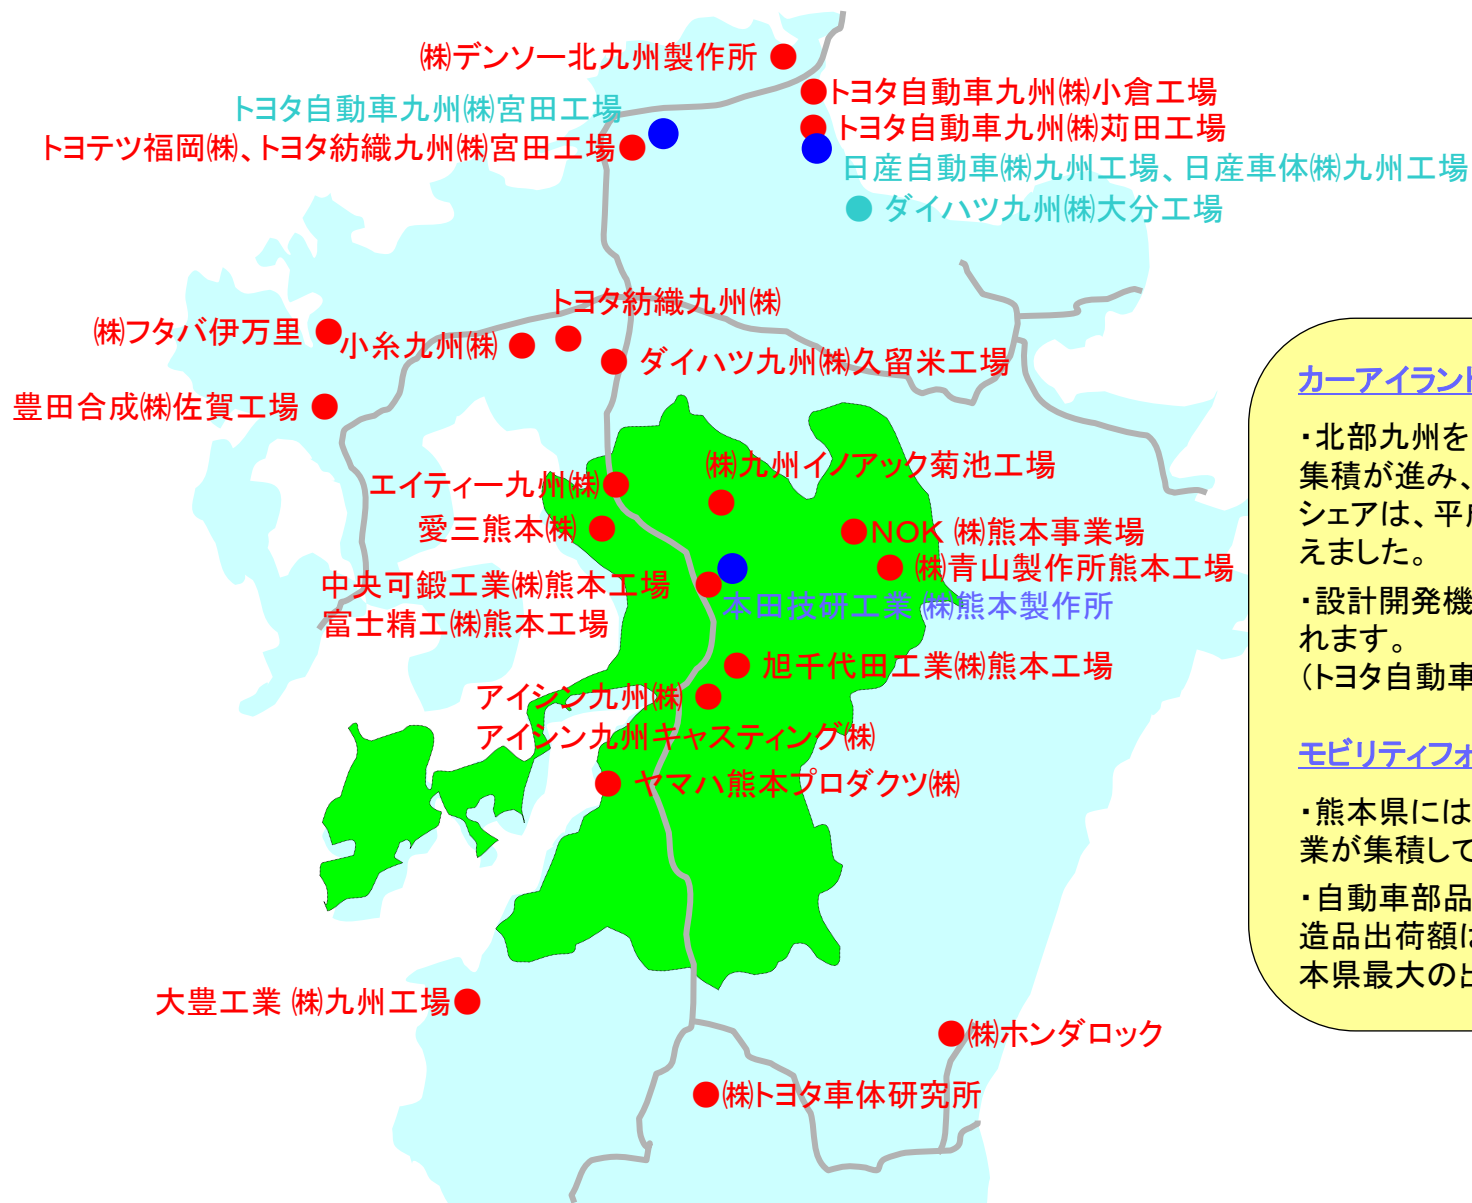 ㈱デンソー北九州製作所
トヨタ自動車九州㈱小倉工場
トヨタ自動車九州㈱宮田工場
トヨタ自動車九州㈱苅田工場
トヨテツ福岡㈱、トヨタ紡織九州㈱宮田工場
日産自動車㈱九州工場、日産車体㈱九州工場
ダイハツ九州㈱大分工場
トヨタ紡織九州㈱
㈱フタバ伊万里
小糸九州㈱
ダイハツ九州㈱久留米工場
豊田合成㈱佐賀工場
㈱九州イノアック菊池工場
エイティー九州㈱
愛三熊本㈱
NOK ㈱熊本事業場
㈱青山製作所熊本工場
中央可鍛工業㈱熊本工場
富士精工㈱熊本工場
本田技研工業 ㈱熊本製作所
旭千代田工業㈱熊本工場
アイシン九州㈱
アイシン九州キャスティング㈱
ヤマハ熊本プロダクツ㈱
大豊工業 ㈱九州工場
㈱ホンダロック
㈱トヨタ車体研究所
カーアイランド
・北部九州を
集積が進み、
シェアは、平成
えました。
・設計開発機
れます。
（トヨタ自動車
モビリティフォ
・熊本県には
業が集積して
・自動車部品
造品出荷額は
本県最大の出